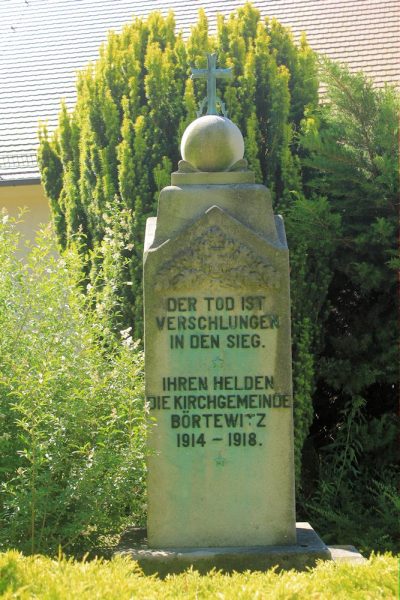 DER TOD IST
VERSCHLUNGEN
IN DEN SIEG.
IHREN HELDEN
DIE KIRCHGEMEINDE
BÖRTEWITZ
1914 – 1918.